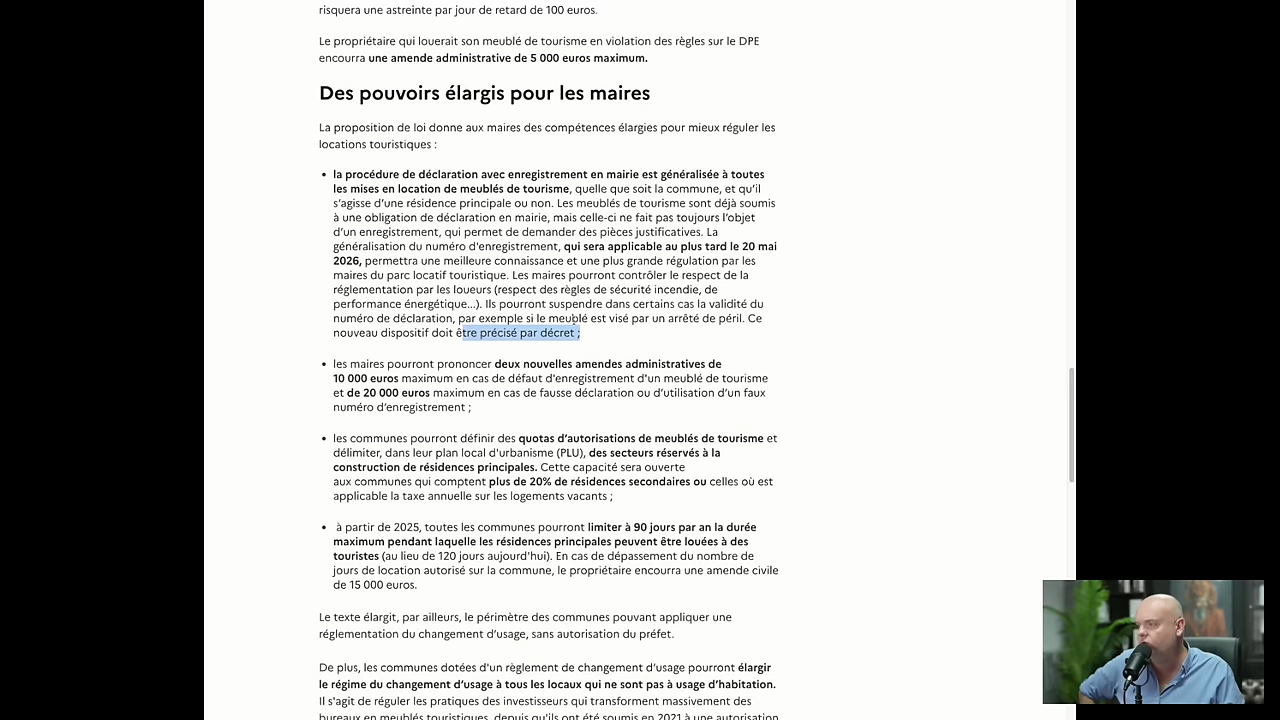 risquera une astreinte par jour de retard de 100 euros.
Le propriétaire qui louerait son meublé de tourisme en violation des règles sur le DPE
encourra une amende administrative de 5 000 euros maximum.
Des pouvoirs élargis pour les maires
La proposition de loi donne aux maires des compétences élargies pour mieux réguler les
locations touristiques :
• la procédure de déclaration avec enregistrement en mairie est généralisée à toutes
les mises en location de meublés de tourisme, quelle que soit la commune, et qu'il
s'agisse d'une résidence principale ou non. Les meublés de tourisme sont déjà soumis
à une obligation de déclaration en mairie, mais celle-ci ne fait pas toujours l'objet
d'un enregistrement, qui permet de demander des pièces justificatives. La
généralisation du numéro d'enregistrement, qui sera applicable au plus tard le 20 mai
2026, permettra une meilleure connaissance et une plus grande régulation par les
maires du parc locatif touristique. Les maires pourront contrôler le respect de la
réglementation par les loueurs (respect des règles de sécurité incendie, de
performance énergétique...). Ils pourront suspendre dans certains cas la validité du
numéro de déclaration, par exemple si le meublé est visé par un arrêté de péril. Ce
nouveau dispositif doit être précisé par décret ;
• les maires pourront prononcer deux nouvelles amendes administratives de
10 000 euros maximum en cas de défaut d'enregistrement d'un meublé de tourisme
et de 20 000 euros maximum en cas de fausse déclaration ou d'utilisation d'un faux
numéro d'enregistrement ;
• les communes pourront définir des quotas d'autorisations de meublés de tourisme et
délimiter, dans leur plan local d'urbanisme (PLU), des secteurs réservés à la
construction de résidences principales. Cette capacité sera ouverte
aux communes qui comptent plus de 20% de résidences secondaires ou celles où est
applicable la taxe annuelle sur les logements vacants ;
• à partir de 2025, toutes les communes pourront limiter à 90 jours par an la durée
maximum pendant laquelle les résidences principales peuvent être louées à des
touristes (au lieu de 120 jours aujourd'hui). En cas de dépassement du nombre de
jours de location autorisé sur la commune, le propriétaire encourra une amende civile
de 15 000 euros.
Le texte élargit, par ailleurs, le périmètre des communes pouvant appliquer une
réglementation du changement d'usage, sans autorisation du préfet.
De plus, les communes dotées d'un règlement de changement d'usage pourront élargir
le régime du changement d'usage à tous les locaux qui ne sont pas à usage d'habitation.
Il s'agit de réguler les pratiques des investisseurs qui transforment massivement des
bureaux en meublés touristiques, depuis qu'ils ont été soumis en 2021 à une autorisation